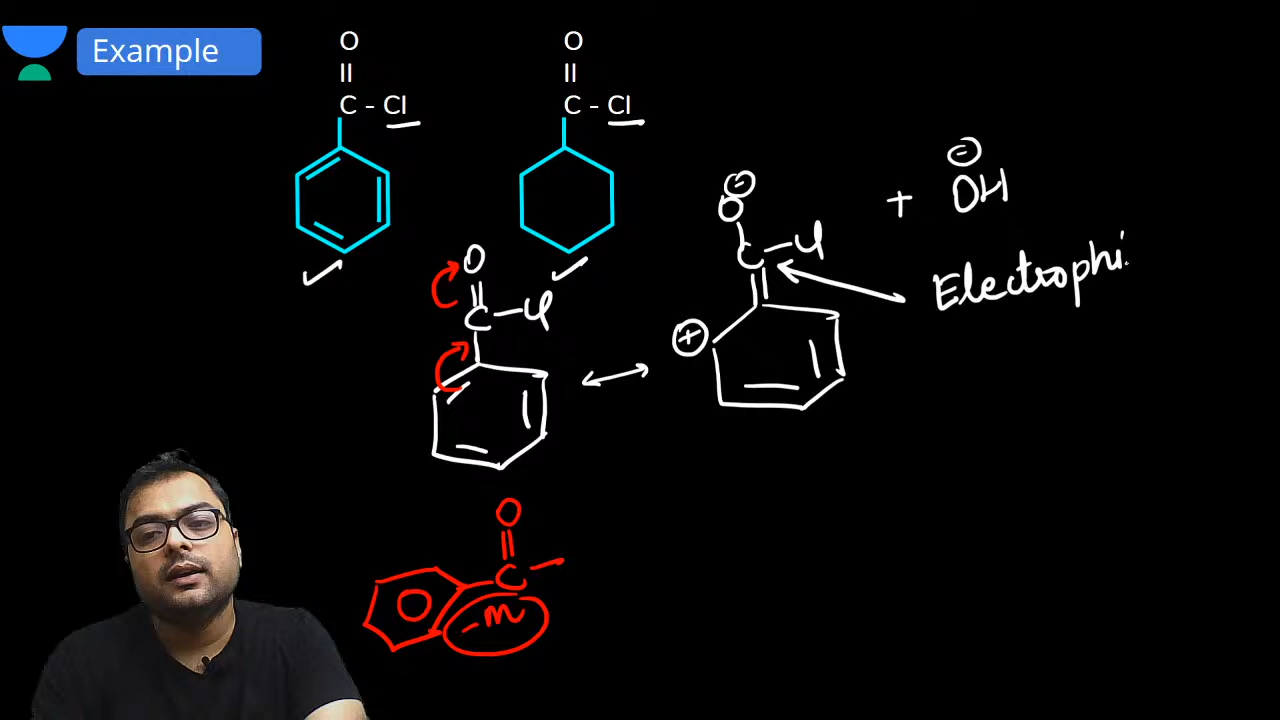 Example
O
||
C - Cl
O
||
C - Cl
O
C - Cl
⊖
O
C - Cl
⊕
+ ⊖
OH
Electrophi
O
C -
-m